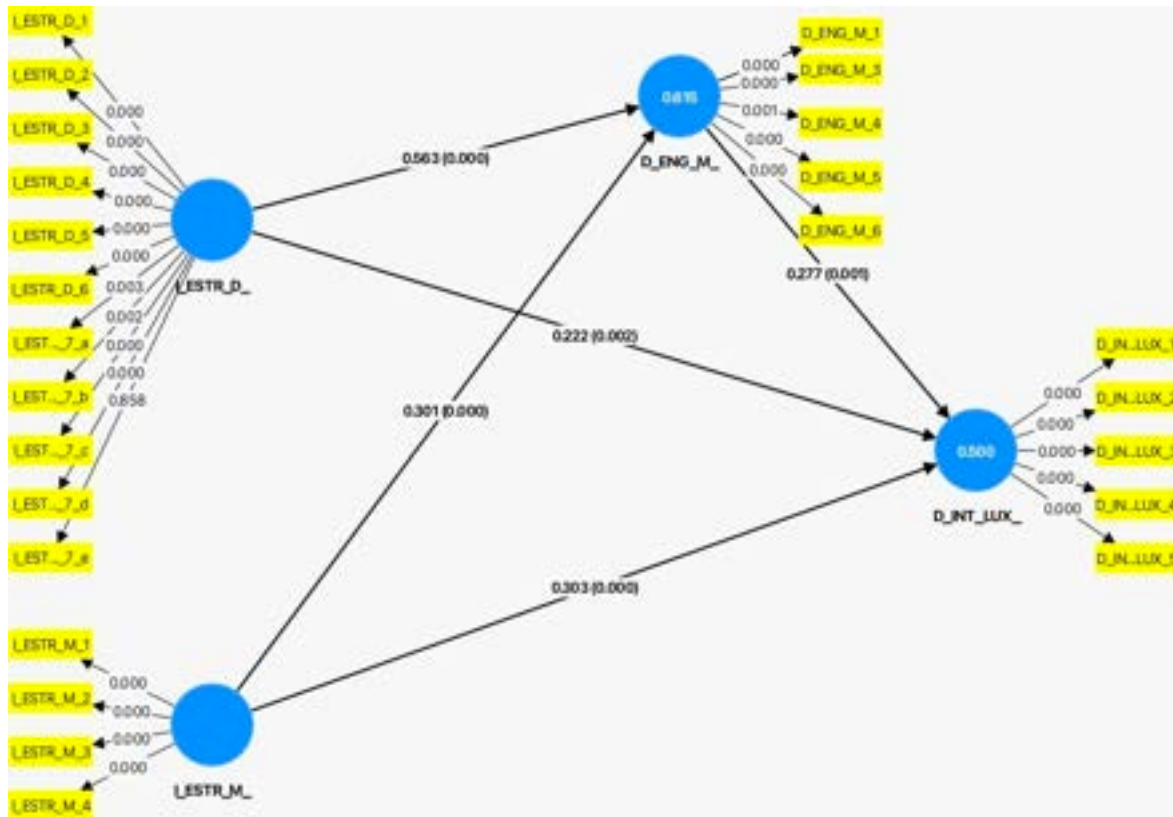 I_ESTR_D_1
I_ESTR_D_2
I_ESTR_D_3
I_ESTR_D_4
I_ESTR_D_5
I_ESTR_D_6
I_EST..._7_a
I_EST..._7_b
I_EST..._7_c
I_EST..._7_d
I_EST..._7_e
0.000
0.000
0.000
0.000
0.000
0.000
0.003
0.002
0.000
0.000
0.858
I_ESTR_D_
0.563 (0.000)
0.222 (0.002)
0.301 (0.000)
0.303 (0.000)
0.277 (0.001)
D_ENG_M_
0.000
0.000
0.001
0.000
0.000
D_ENG_M_1
D_ENG_M_3
D_ENG_M_4
D_ENG_M_5
D_ENG_M_6
0.500
D_INT_LUX_
0.000
0.000
0.000
0.000
0.000
D_IN...LUX_1
D_IN...LUX_2
D_IN...LUX_3
D_IN...LUX_4
D_IN...LUX_5
I_ESTR_M_1
I_ESTR_M_2
I_ESTR_M_3
I_ESTR_M_4
0.000
0.000
0.000
0.000
I_ESTR_M_